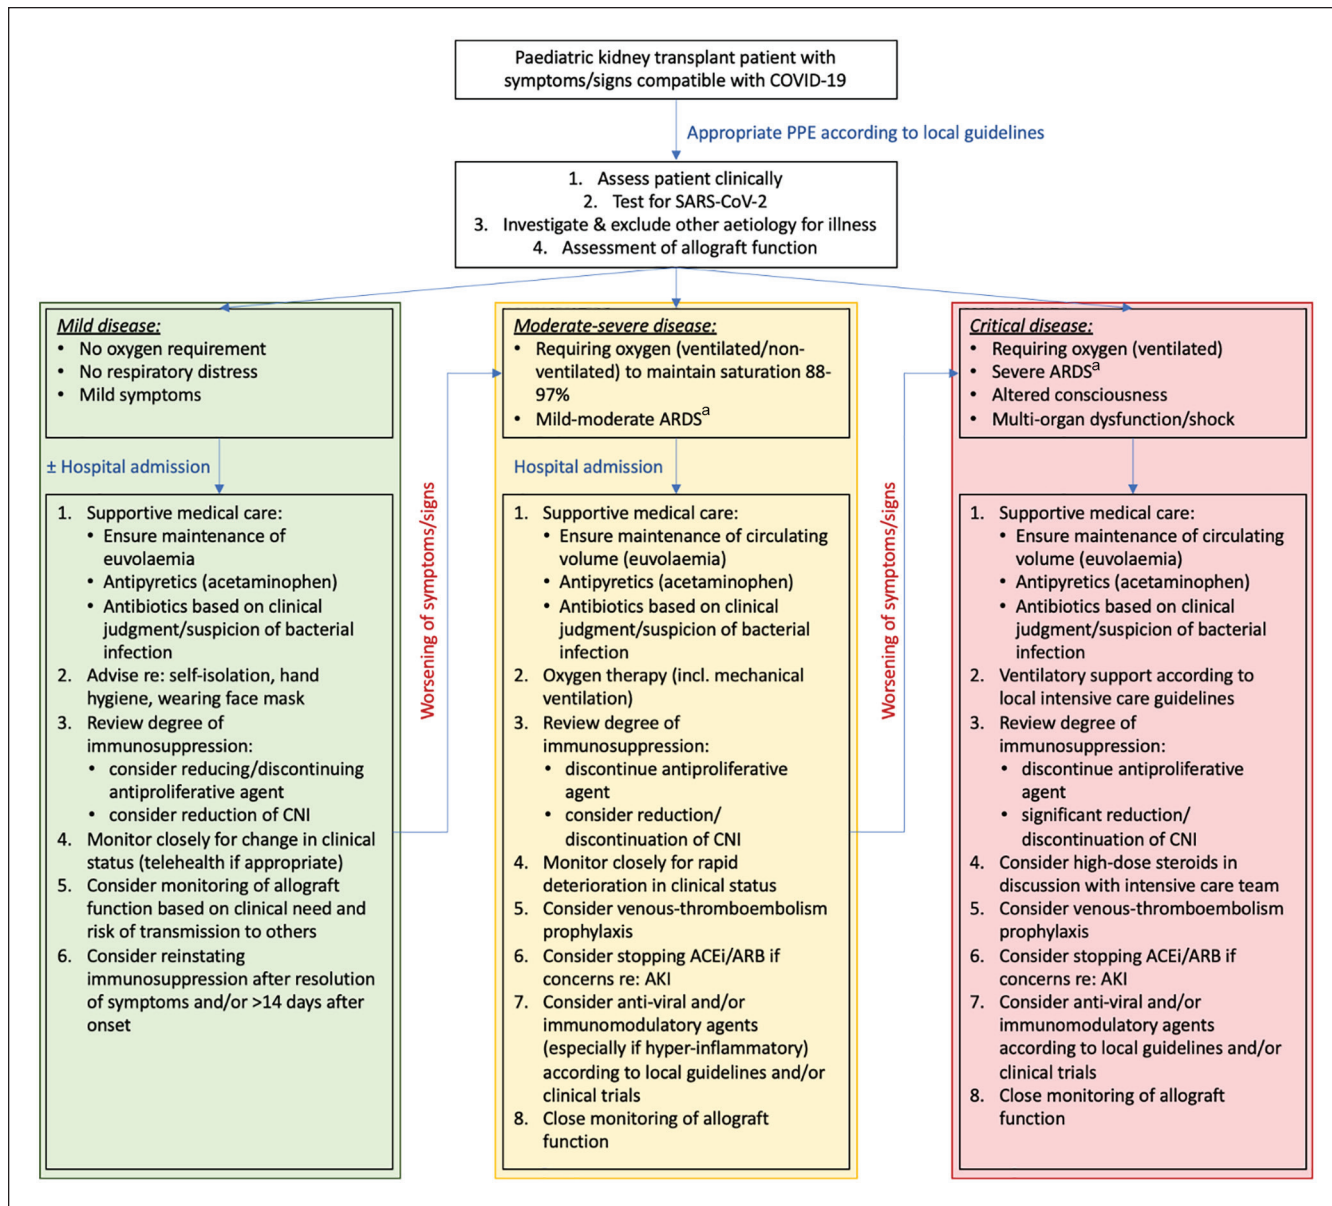 Paediatric kidney transplant patient with
symptoms/signs compatible with COVID-19
Appropriate PPE according to local guidelines
1. Assess patient clinically
2. Test for SARS-CoV-2
3. Investigate & exclude other aetiology for illness
4. Assessment of allograft function
Mild disease:
• No oxygen requirement
• No respiratory distress
• Mild symptoms
± Hospital admission
1. Supportive medical care:
• Ensure maintenance of
euvolaemia
• Antipyretics (acetaminophen)
• Antibiotics based on clinical
judgment/suspicion of bacterial
infection
2. Advise re: self-isolation, hand
hygiene, wearing face mask
3. Review degree of
immunosuppression:
• consider reducing/discontinuing
antiproliferative agent
• consider reduction of CNI
4. Monitor closely for change in clinical
status (telehealth if appropriate)
5. Consider monitoring of allograft
function based on clinical need and
risk of transmission to others
6. Consider reinstating
immunosuppression after resolution
of symptoms and/or >14 days after
onset
Worsening of symptoms/signs
Moderate-severe disease:
• Requiring oxygen (ventilated/non-
ventilated) to maintain saturation 88-
97%
• Mild-moderate ARDSa
Hospital admission
1. Supportive medical care:
• Ensure maintenance of circulating
volume (euvolaemia)
• Antipyretics (acetaminophen)
• Antibiotics based on clinical
judgment/suspicion of bacterial
infection
2. Oxygen therapy (incl. mechanical
ventilation)
3. Review degree of
immunosuppression:
• discontinue antiproliferative
agent
• consider reduction/
discontinuation of CNI
4. Monitor closely for rapid
deterioration in clinical status
5. Consider venous-thromboembolism
prophylaxis
6. Consider stopping ACEi/ARB if
concerns re: AKI
7. Consider anti-viral and/or
immunomodulatory agents
(especially if hyper-inflammatory)
according to local guidelines and/or
clinical trials
8. Close monitoring of allograft
function
Worsening of symptoms/signs
Critical disease:
• Requiring oxygen (ventilated)
• Severe ARDSa
• Altered consciousness
• Multi-organ dysfunction/shock
1. Supportive medical care:
• Ensure maintenance of circulating
volume (euvolaemia)
• Antipyretics (acetaminophen)
• Antibiotics based on clinical
judgment/suspicion of bacterial
infection
2. Ventilatory support according to
local intensive care guidelines
3. Review degree of
immunosuppression:
• discontinue antiproliferative
agent
• significant reduction/
discontinuation of CNI
4. Consider high-dose steroids in
discussion with intensive care team
5. Consider venous-thromboembolism
prophylaxis
6. Consider stopping ACEi/ARB if
concerns re: AKI
7. Consider anti-viral and/or
immunomodulatory agents
according to local guidelines and/or
clinical trials
8. Close monitoring of allograft
function